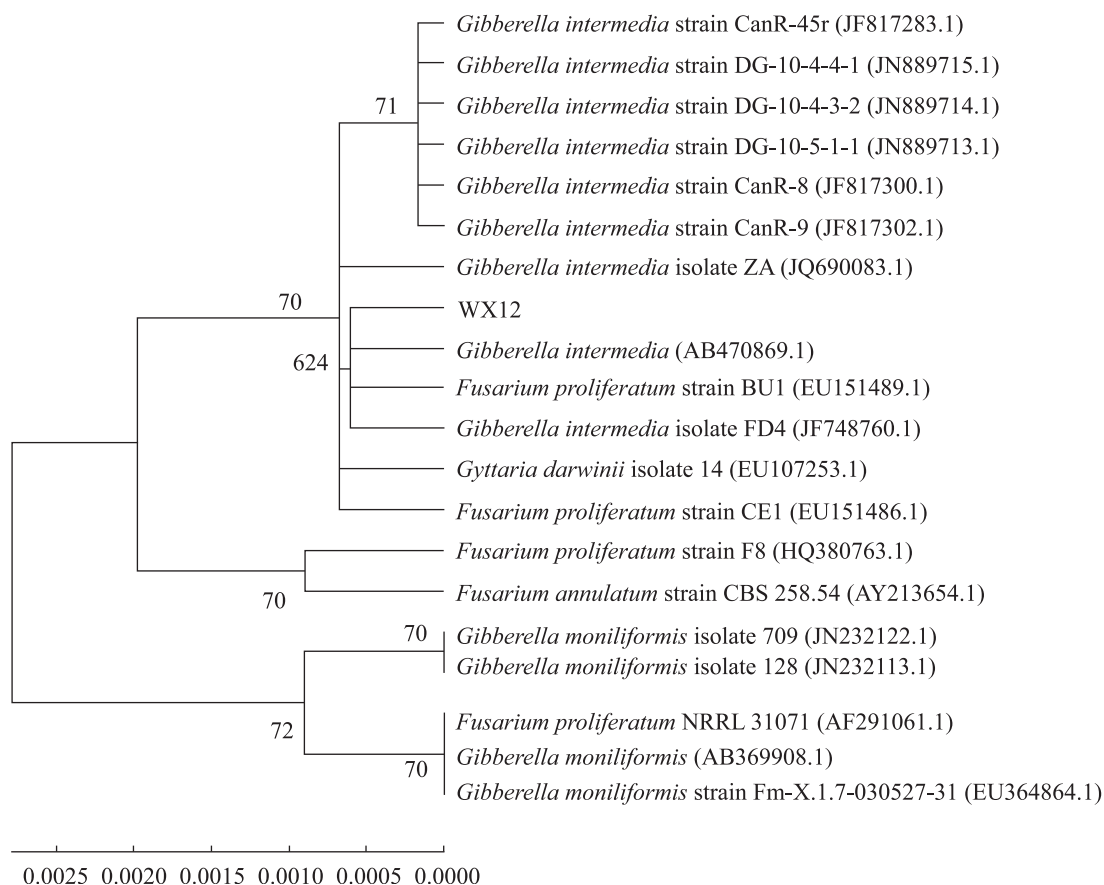 Gibberella intermedia strain CanR-45r (JF817283.1)
Gibberella intermedia strain DG-10-4-4-1 (JN889715.1)
71
Gibberella intermedia strain DG-10-4-3-2 (JN889714.1)
Gibberella intermedia strain DG-10-5-1-1 (JN889713.1)
Gibberella intermedia strain CanR-8 (JF817300.1)
Gibberella intermedia strain CanR-9 (JF817302.1)
Gibberella intermedia isolate ZA (JQ690083.1)
70
WX12
Gibberella intermedia (AB470869.1)
624
Fusarium proliferatum strain BU1 (EU151489.1)
Gibberella intermedia isolate FD4 (JF748760.1)
Gyttaria darwinii isolate 14 (EU107253.1)
Fusarium proliferatum strain CE1 (EU151486.1)
Fusarium proliferatum strain F8 (HQ380763.1)
Fusarium annulatum strain CBS 258.54 (AY213654.1)
70
70
Gibberella moniliformis isolate 709 (JN232122.1)
Gibberella moniliformis isolate 128 (JN232113.1)
72
Fusarium proliferatum NRRL 31071 (AF291061.1)
Gibberella moniliformis (AB369908.1)
70
Gibberella moniliformis strain Fm-X.1.7-030527-31 (EU364864.1)
0.0025 0.0020 0.0015 0.0010 0.0005 0.0000